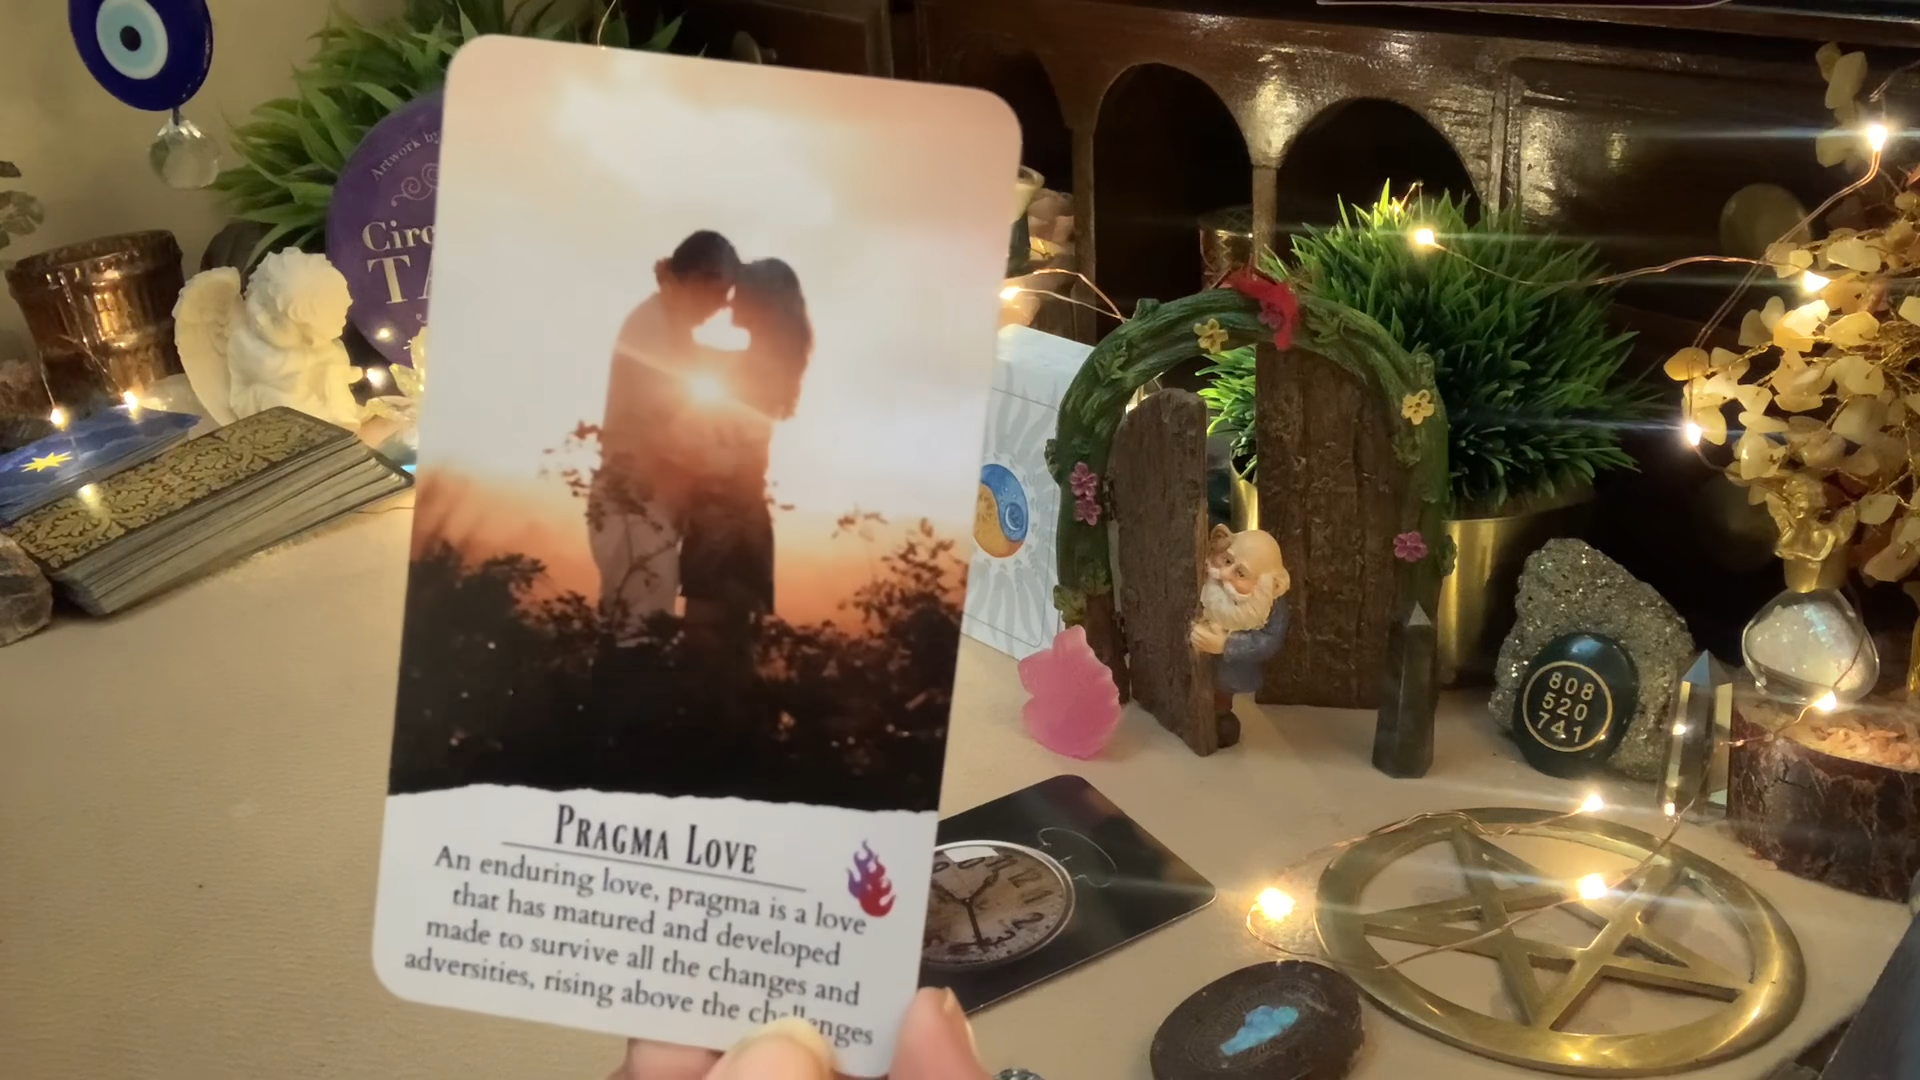 Artwork by
Circ
TA
PRAGMA LOVE
An enduring love, pragma is a love
that has matured and developed
made to survive all the changes and
adversities, rising above the challenges
808
520
741